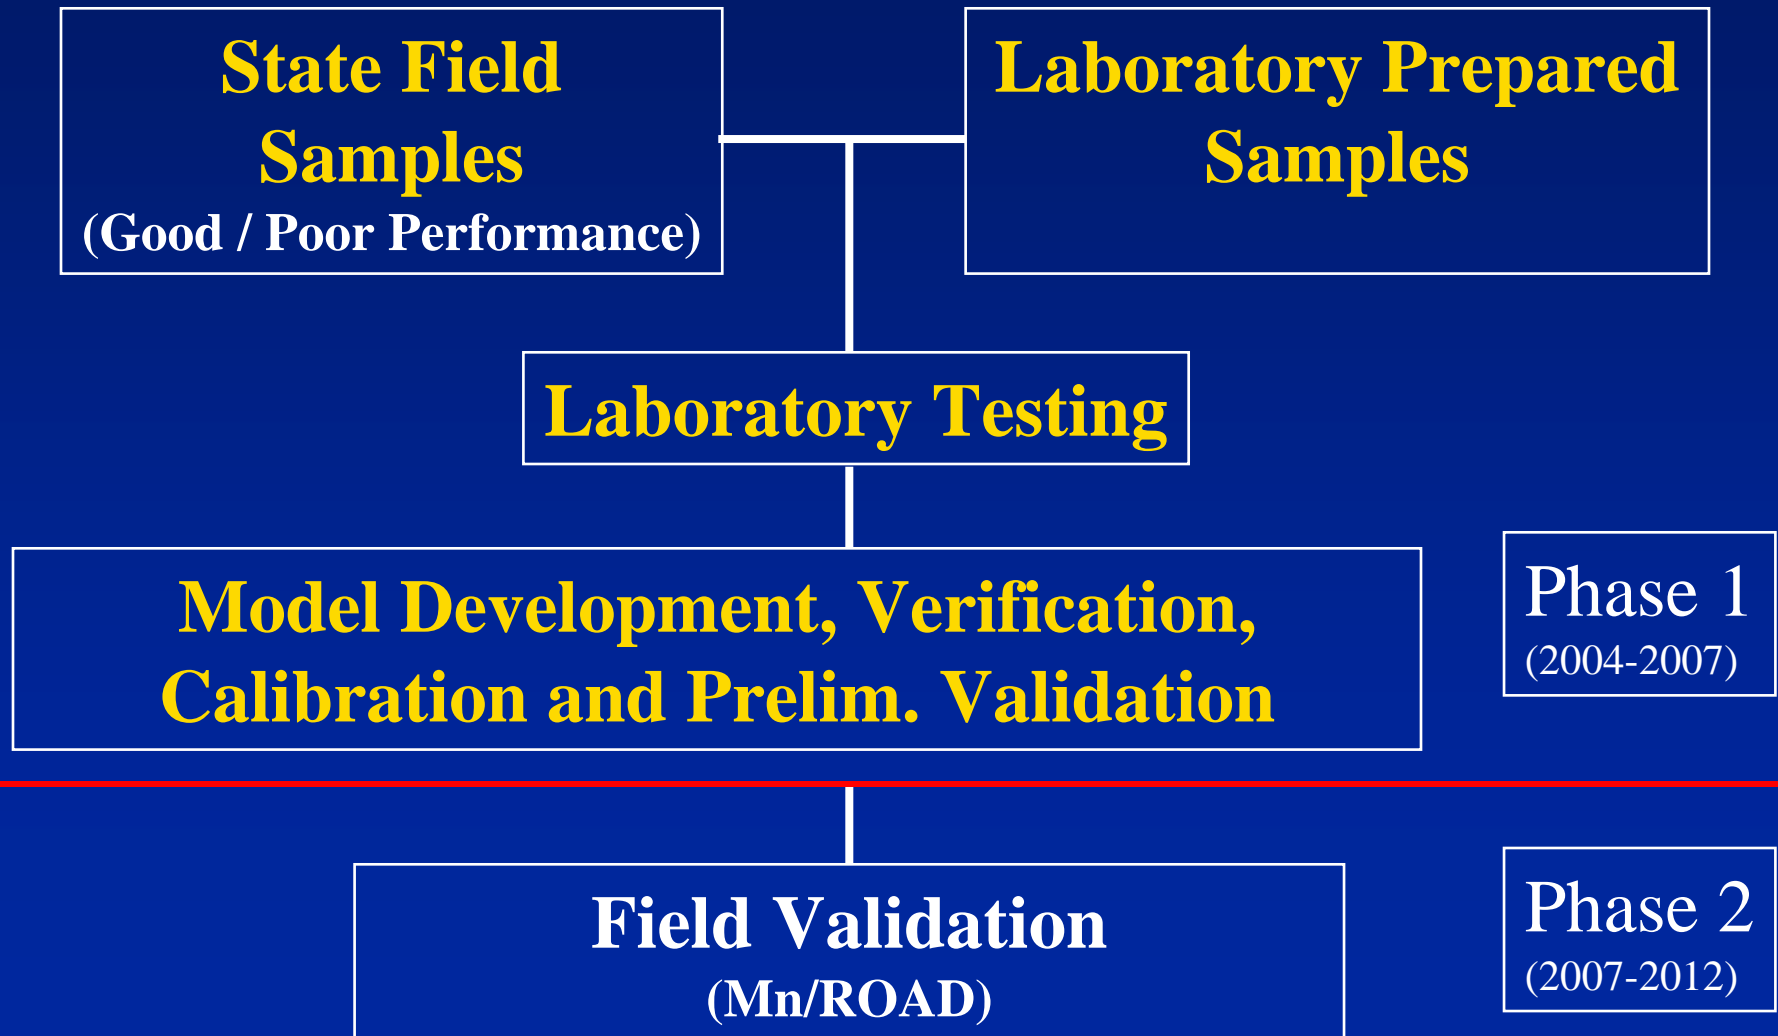 State Field
Samples
(Good / Poor Performance)
Laboratory Prepared
Samples
Laboratory Testing
Model Development, Verification,
Calibration and Prelim. Validation
Phase 1
(2004-2007)
Field Validation
(Mn/ROAD)
Phase 2
(2007-2012)